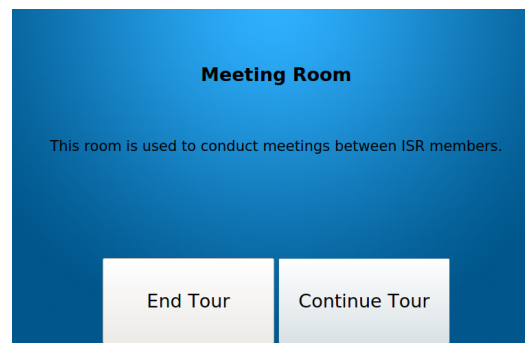 Meeting Room
This room is used to conduct meetings between ISR members.
End Tour
Continue Tour